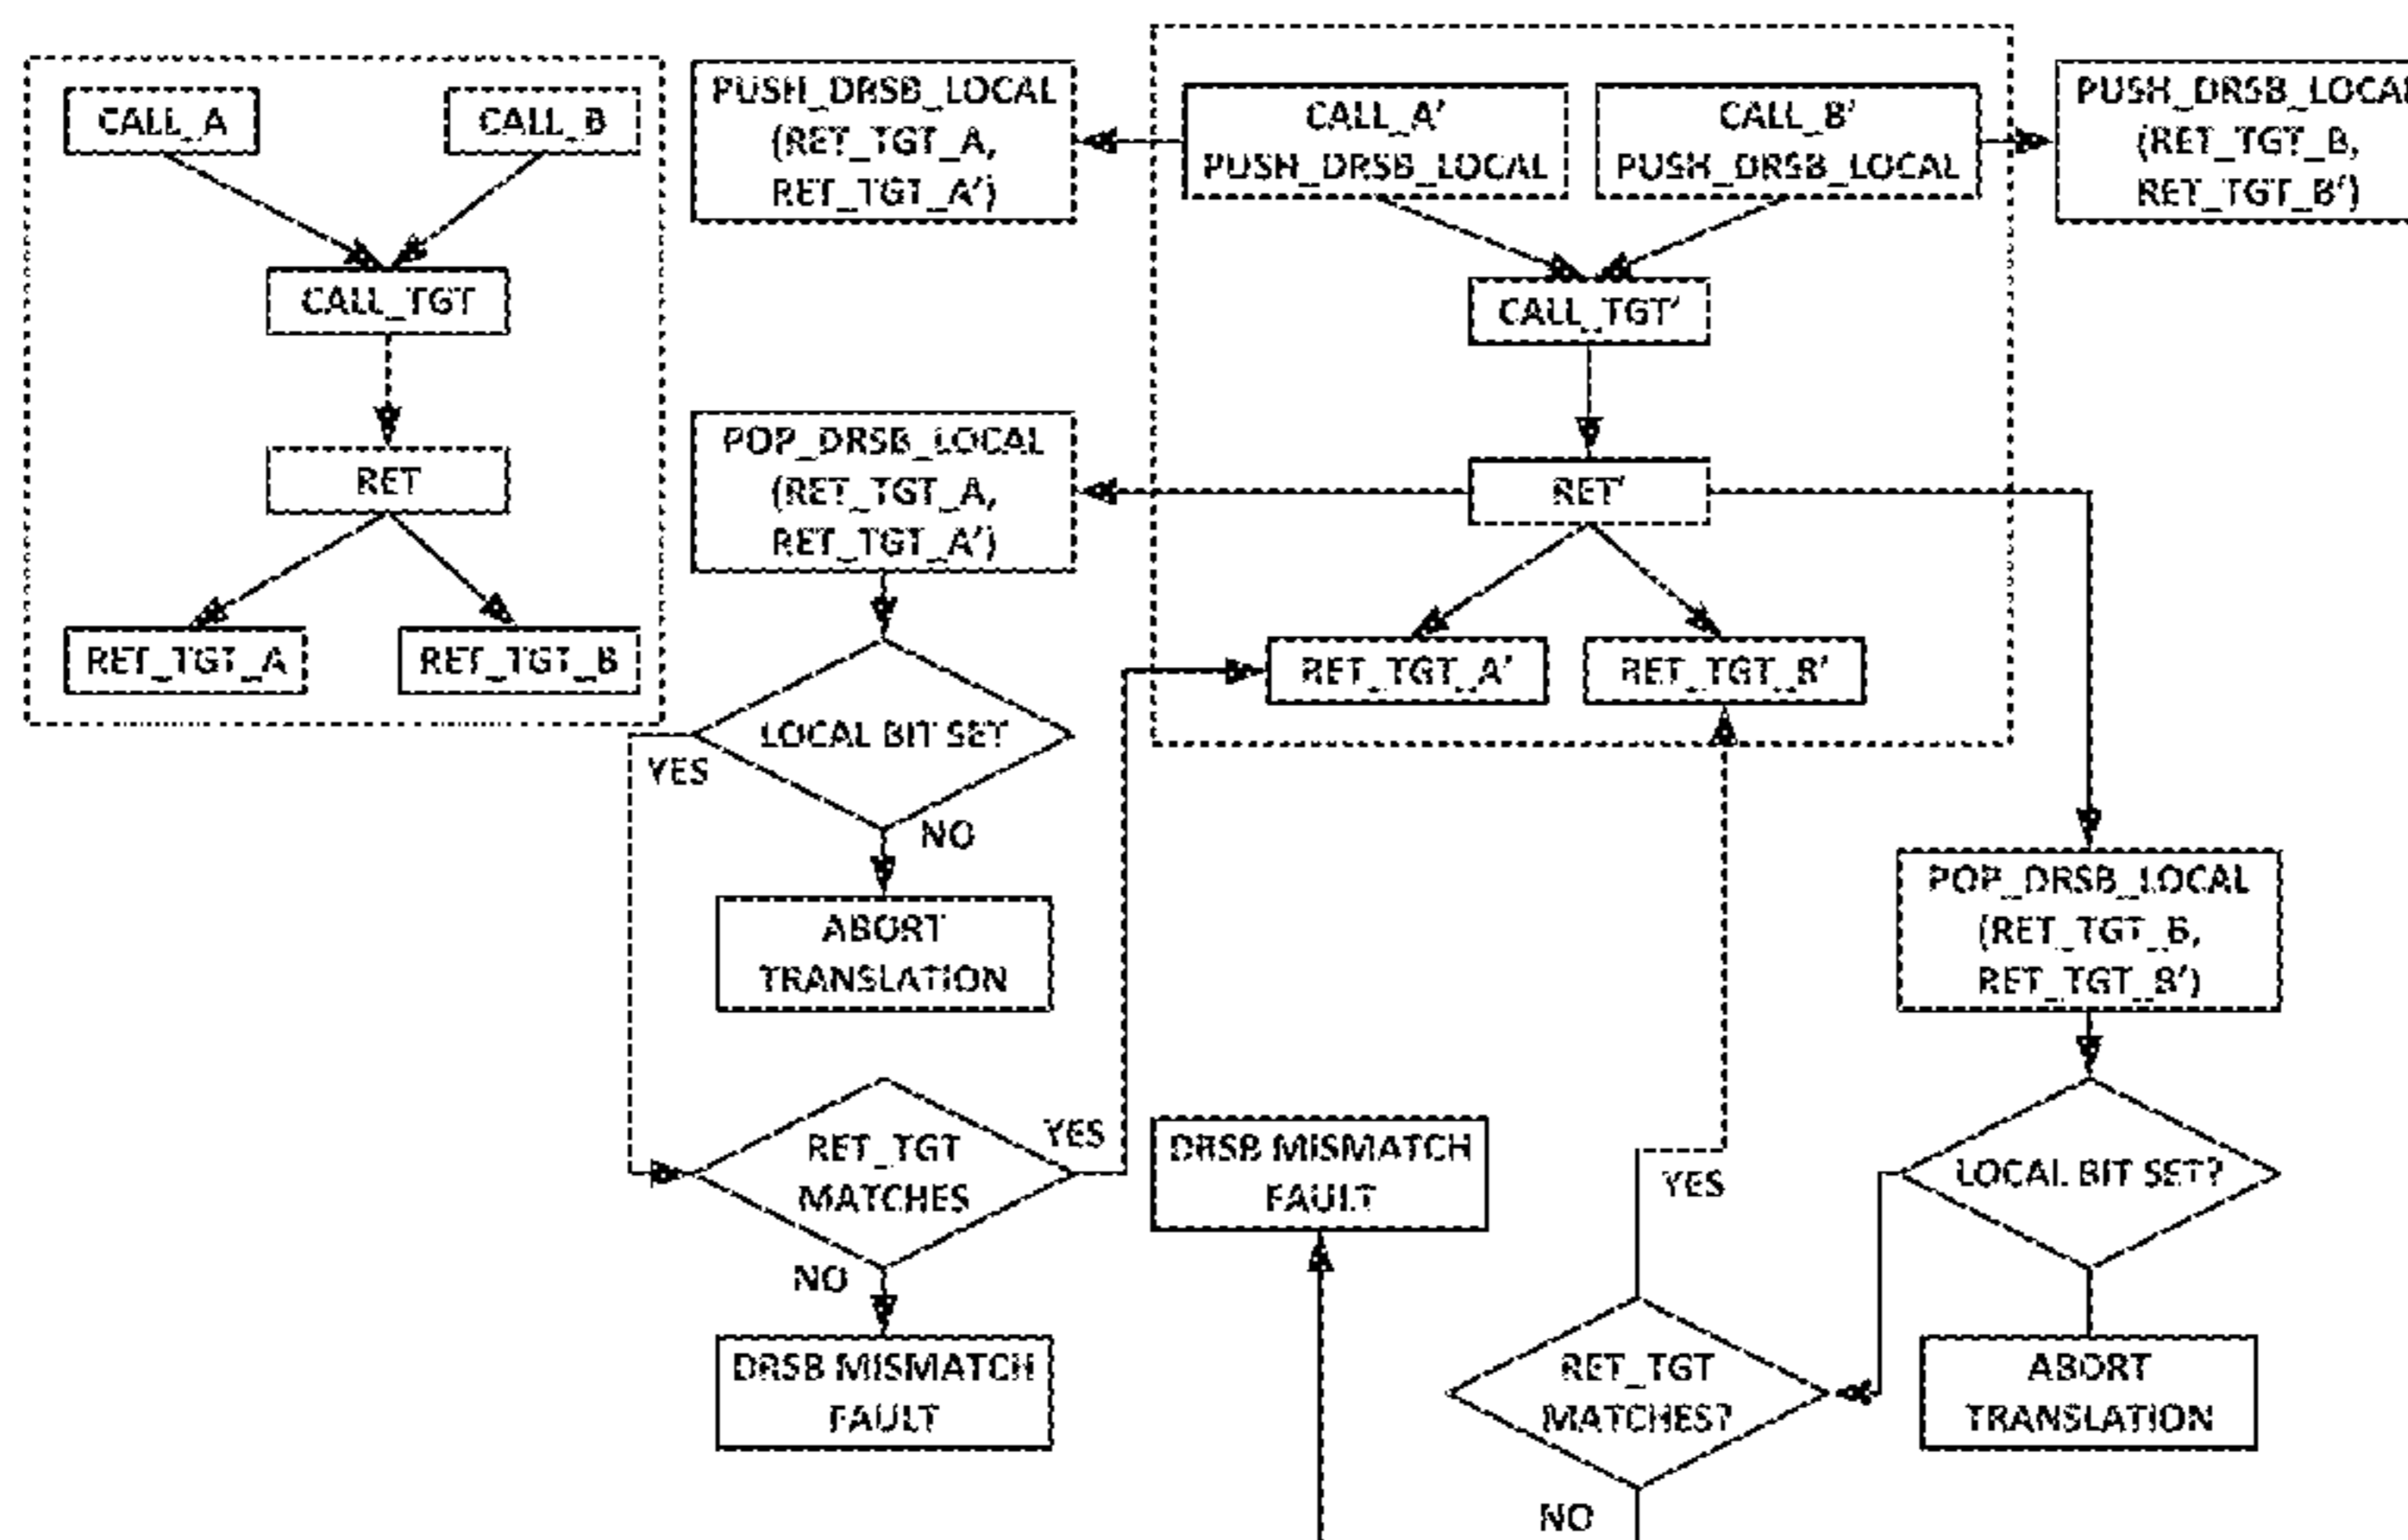 CALL_A
CALL_B
CALL_TGT
RET
RET_TGT_A
RET_TGT_B
PUSH_DRSB_LOCAL
(RET_TGT_A,
RET_TGT_A')
CALL_A'
PUSH_DRSB_LOCAL
CALL_B'
PUSH_DRSB_LOCAL
PUSH_DRSB_LOCAL
(RET_TGT_B,
RET_TGT_B')
CALL_TGT'
RET'
RET_TGT_A'
RET_TGT_B'
POP_DRSB_LOCAL
(RET_TGT_A,
RET_TGT_A')
LOCAL BIT SET
YES
NO
ABORT
TRANSLATION
RET_TGT
MATCHES
YES
NO
DRSB MISMATCH
FAULT
POP_DRSB_LOCAL
(RET_TGT_B,
RET_TGT_B')
LOCAL BIT SET?
ABORT
TRANSLATION
RET_TGT
MATCHES?
YES
NO
DRSB MISMATCH
FAULT